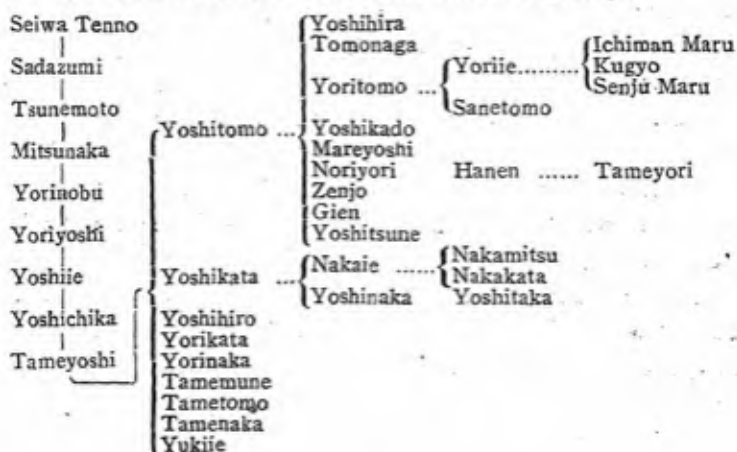 Seiwa Tenno
Sadazumi
Tsunemoto
Mitsunaka
Yorinobu
Yoriyoshi
Yoshiie
Yoshichika
Tameyoshi
Yoshitomo ...
Yoshikata ...
Yoshihiro
Yorikata
Yorinaka
Tamemune
Tametomo
Tamenaka
Yukiie
Yoshihira
Tomonaga
Yoritomo ...
Yoshikado
Mareyoshi
Noriyori
Zenjo
Gien
Yoshitsune
Nakaie .....
Yoshinaka
Yoriie.........
Sanetomo
Hanen ...... Tameyori
Nakamitsu
Nakakata
Yoshitaka
Ichiman Maru
Kugyo
Senju Maru